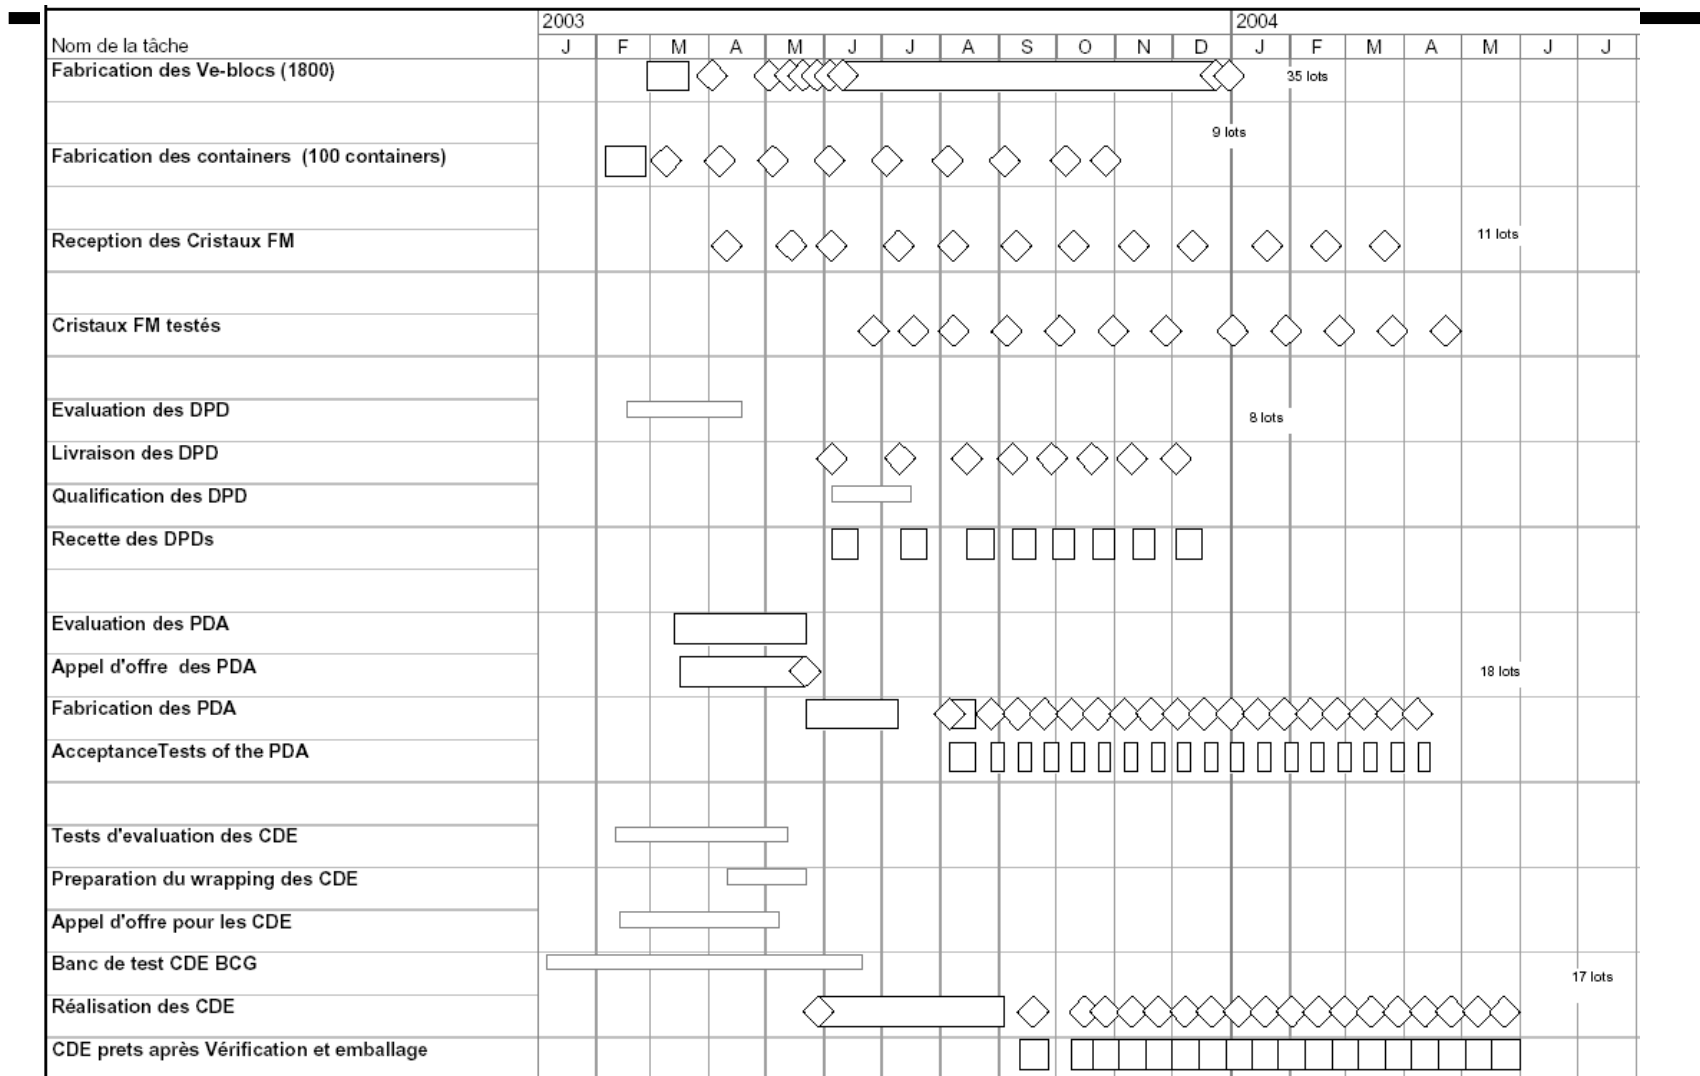 2003 2004
Nom de la tâche J F M A M J J A S O N D J F M A M J J
Fabrication des Ve-blocs (1800) 35 lots
9 lots
Fabrication des containers (100 containers)
11 lots
Reception des Cristaux FM
Cristaux FM testés
Evaluation des DPD 8 lots
Livraison des DPD
Qualification des DPD
Recette des DPDs
Evaluation des PDA
Appel d'offre des PDA 18 lots
Fabrication des PDA
AcceptanceTests of the PDA
Tests d'evaluation des CDE
Preparation du wrapping des CDE
Appel d'offre pour les CDE
Banc de test CDE BCG
17 lots
Réalisation des CDE
CDE prets après Vérification et emballage